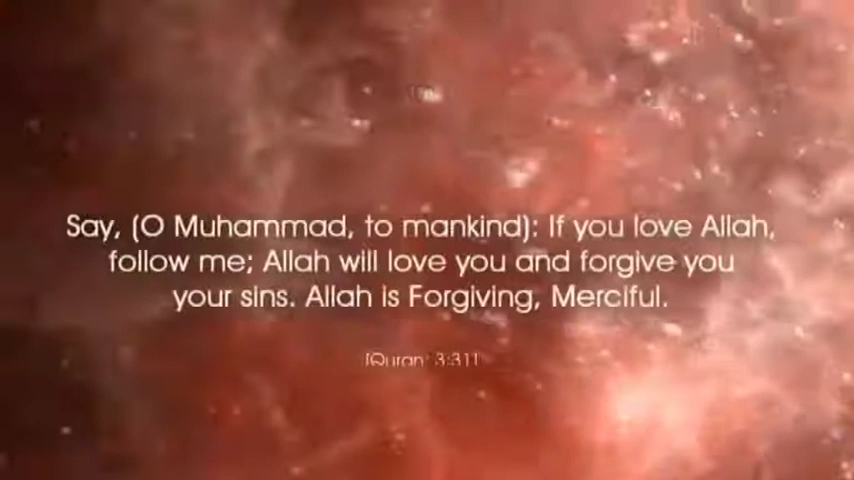 Say, (O Muhammad, to mankind): If you love Allah,
follow me; Allah will love you and forgive you
your sins. Allah is Forgiving, Merciful.
[Quran: 3:31]